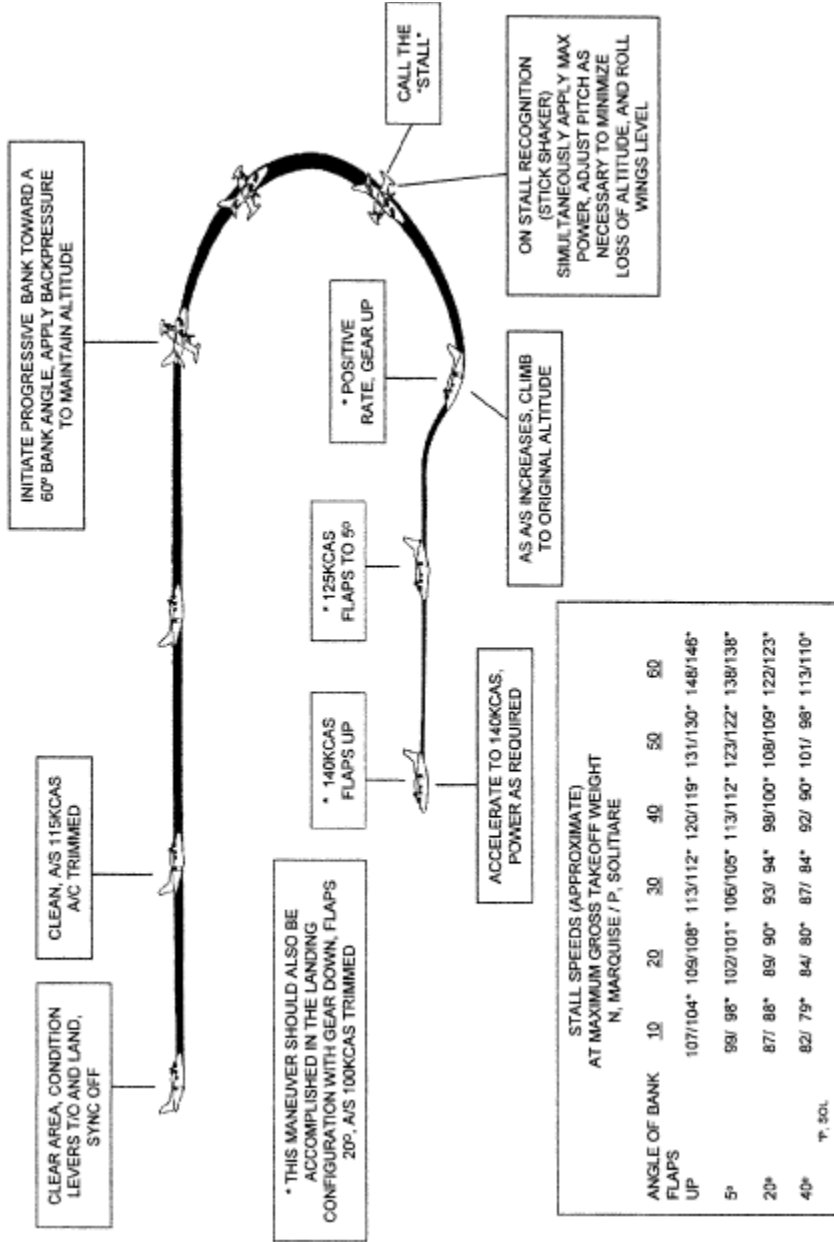 CLEAR AREA, CONDITION
LEVERS T/O AND LAND,
SYNC OFF
CLEAN, A/S 115KCAS
A/C TRIMMED
INITIATE PROGRESSIVE BANK TOWARD A
60º BANK ANGLE, APPLY BACKPRESSURE
TO MAINTAIN ALTITUDE
CALL THE
"STALL"
ON STALL RECOGNITION
(STICK SHAKER)
SIMULTANEOUSLY APPLY MAX
POWER, ADJUST PITCH AS
NECESSARY TO MINIMIZE
LOSS OF ALTITUDE, AND ROLL
WINGS LEVEL
* POSITIVE
RATE, GEAR UP
AS A/S INCREASES, CLIMB
TO ORIGINAL ALTITUDE
* 125KCAS
FLAPS TO 5º
* 140KCAS
FLAPS UP
ACCELERATE TO 140KCAS,
POWER AS REQUIRED
* THIS MANEUVER SHOULD ALSO BE
ACCOMPLISHED IN THE LANDING
CONFIGURATION WITH GEAR DOWN, FLAPS
20º, A/S 100KCAS TRIMMED
STALL SPEEDS (APPROXIMATE)
AT MAXIMUM GROSS TAKEOFF WEIGHT
N, MARQUISE / P, SOLITIARE
ANGLE OF BANK 10 20 30 40 50 60
FLAPS
UP 107/104* 109/108* 113/112* 120/119* 131/130* 148/146*
5º 99/ 98* 102/101* 106/105* 113/112* 123/122* 138/138*
20º 87/ 88* 89/ 90* 93/ 94* 98/100* 108/109* 122/123*
40º 82/ 79* 84/ 80* 87/ 84* 92/ 90* 101/ 98* 113/110*
*P, SOL